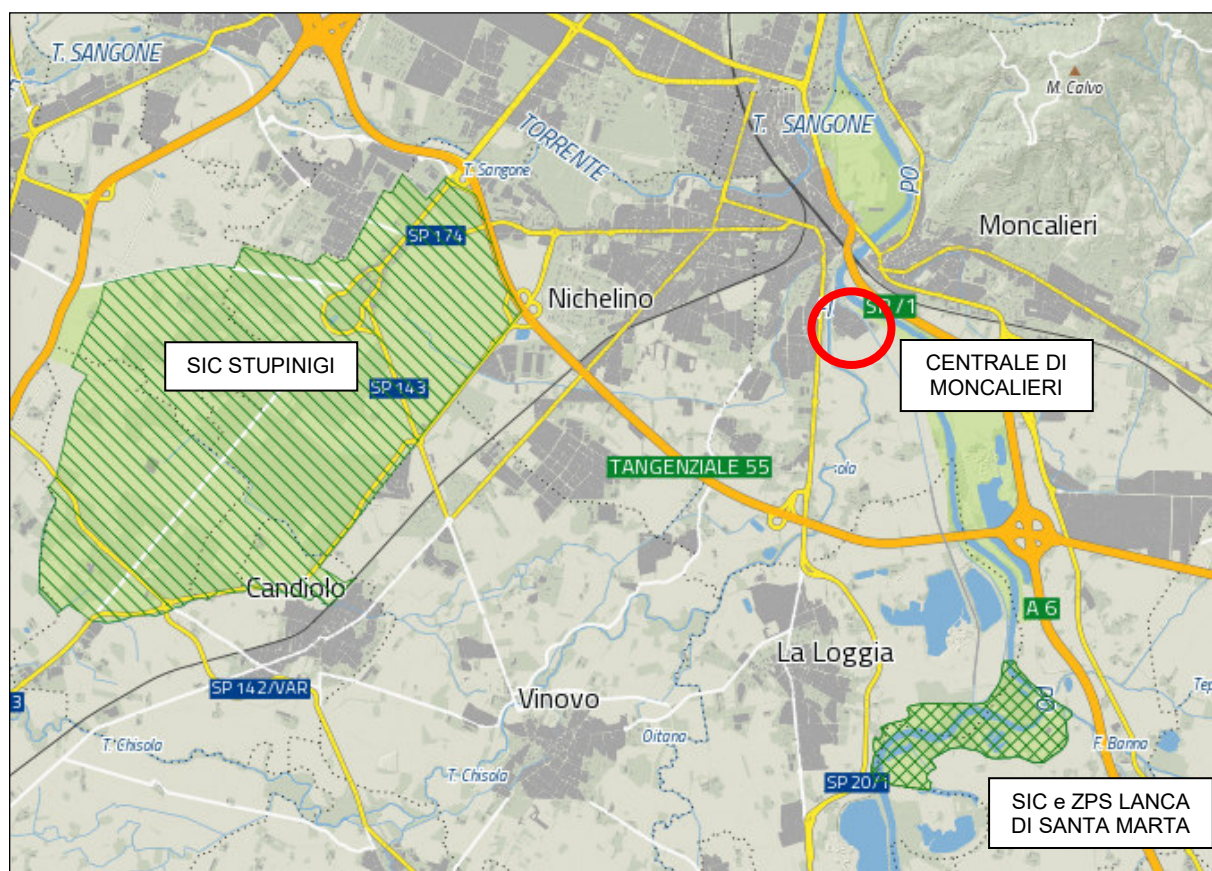 T. SANGONE
M. Calvo
T. SANGONE
TORRENTE
T. Sangone
PO
Moncalieri
SP 174
Nichelino
SIC STUPINIGI
CENTRALE DI
MONCALIERI
SP 143
TANGENZIALE 55
Candiolo
A 6
La Loggia
SP 142/VAR
3
Vinovo
Oitana
T. Chisola
F. Banna
T. Chisola
SP 20/1
SIC e ZPS LANCA
DI SANTA MARTA